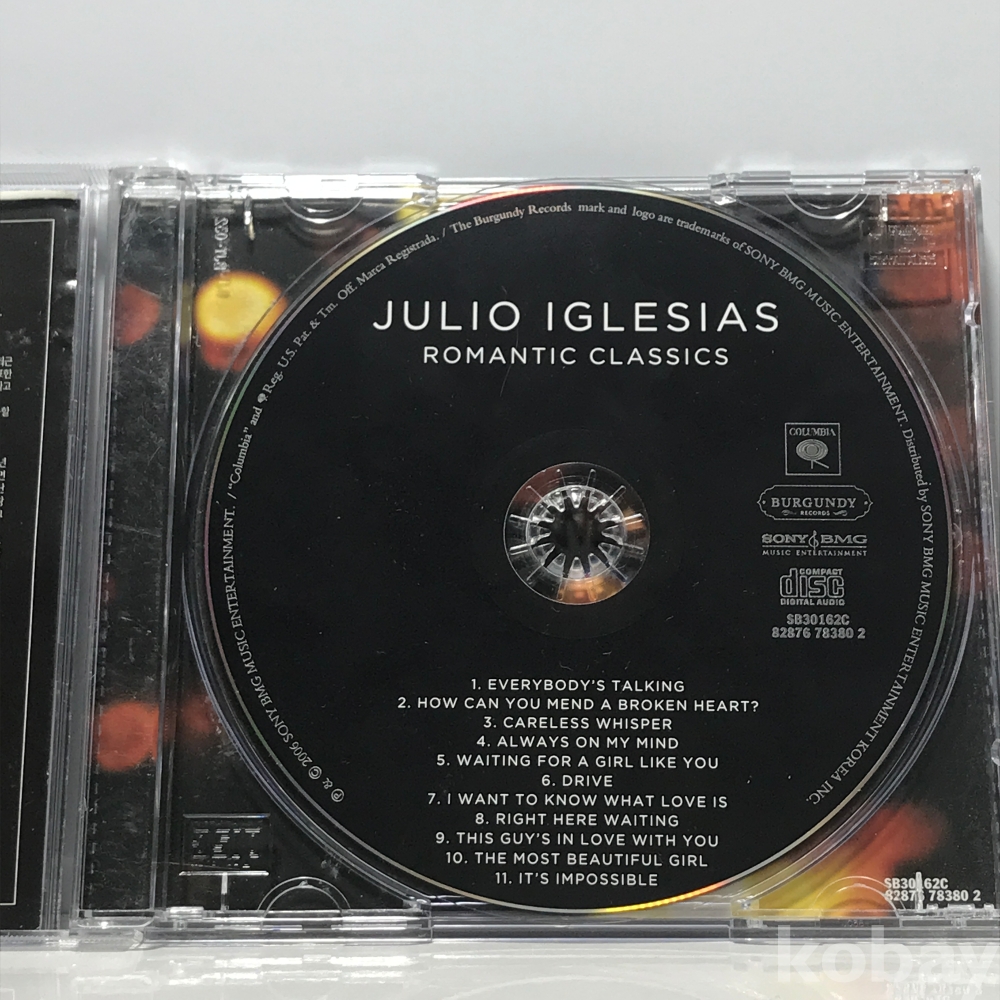 JULIO IGLESIAS
ROMANTIC CLASSICS
COLUMBIA
BURGUNDY
RECORDS
SONY BMG
MUSIC ENTERTAINMENT
COMPACT
disc
DIGITAL AUDIO
SB30162C
82876 78380 2
1. EVERYBODY'S TALKING
2. HOW CAN YOU MEND A BROKEN HEART?
3. CARELESS WHISPER
4. ALWAYS ON MY MIND
5. WAITING FOR A GIRL LIKE YOU
6. DRIVE
7. I WANT TO KNOW WHAT LOVE IS
8. RIGHT HERE WAITING
9. THIS GUY'S IN LOVE WITH YOU
10. THE MOST BEAUTIFUL GIRL
11. IT'S IMPOSSIBLE
℗ & © 2006 SONY BMG MUSIC ENTERTAINMENT. / "Columbia" and Reg. U.S. Pat. & Tm. Off. Marca Registrada. / The Burgundy Records mark and logo are trademarks of SONY BMG MUSIC ENTERTAINMENT. Distributed by SONY BMG MUSIC ENTERTAINMENT KOREA INC.
SB30162C
82876 78380 2
kobay